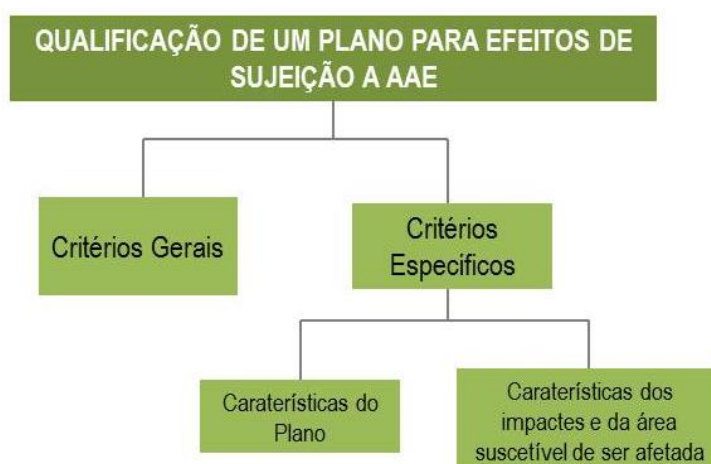 QUALIFICAÇÃO DE UM PLANO PARA EFEITOS DE
SUJEIÇÃO A AAE
Critérios Gerais
Critérios
Especificos
Caraterísticas do
Plano
Caraterísticas dos
impactes e da área
suscetível de ser afetada